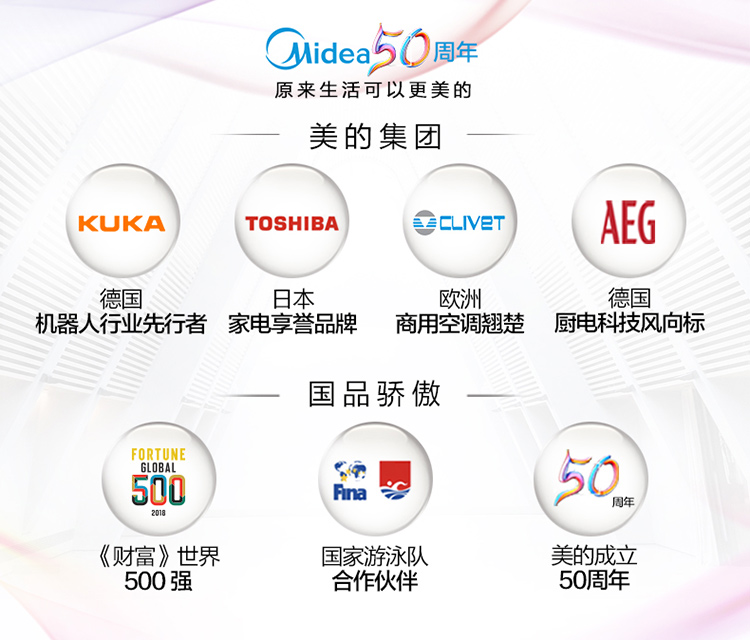 Midea 50 周年
原来生活可以更美的
美的集团
KUKA
TOSHIBA
CLIVET
AEG
德国
机器人行业先行者
日本
家电享誉品牌
欧洲
商用空调翘楚
德国
厨电科技风向标
国品骄傲
FORTUNE
GLOBAL
500
2018
Fina
50 周年
《财富》世界
500 强
国家游泳队
合作伙伴
美的成立
50周年